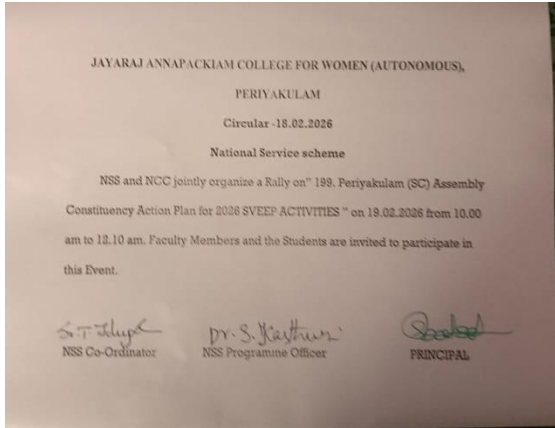 JAYARAJ ANNAPACKIAM COLLEGE FOR WOMEN (AUTONOMOUS),
PERIYAKULAM
Circular -18.02.2026
National Service scheme
NSS and NCC jointly organize a Rally on" 199. Periyakulam (SC) Assembly
Constituency Action Plan for 2026 SVEEP ACTIVITIES " on 19.02.2026 from 10.00
am to 12.10 am. Faculty Members and the Students are invited to participate in
this Event.
Dr. S. Kasthuri
NSS Co-Ordinator NSS Programme Officer PRINCIPAL